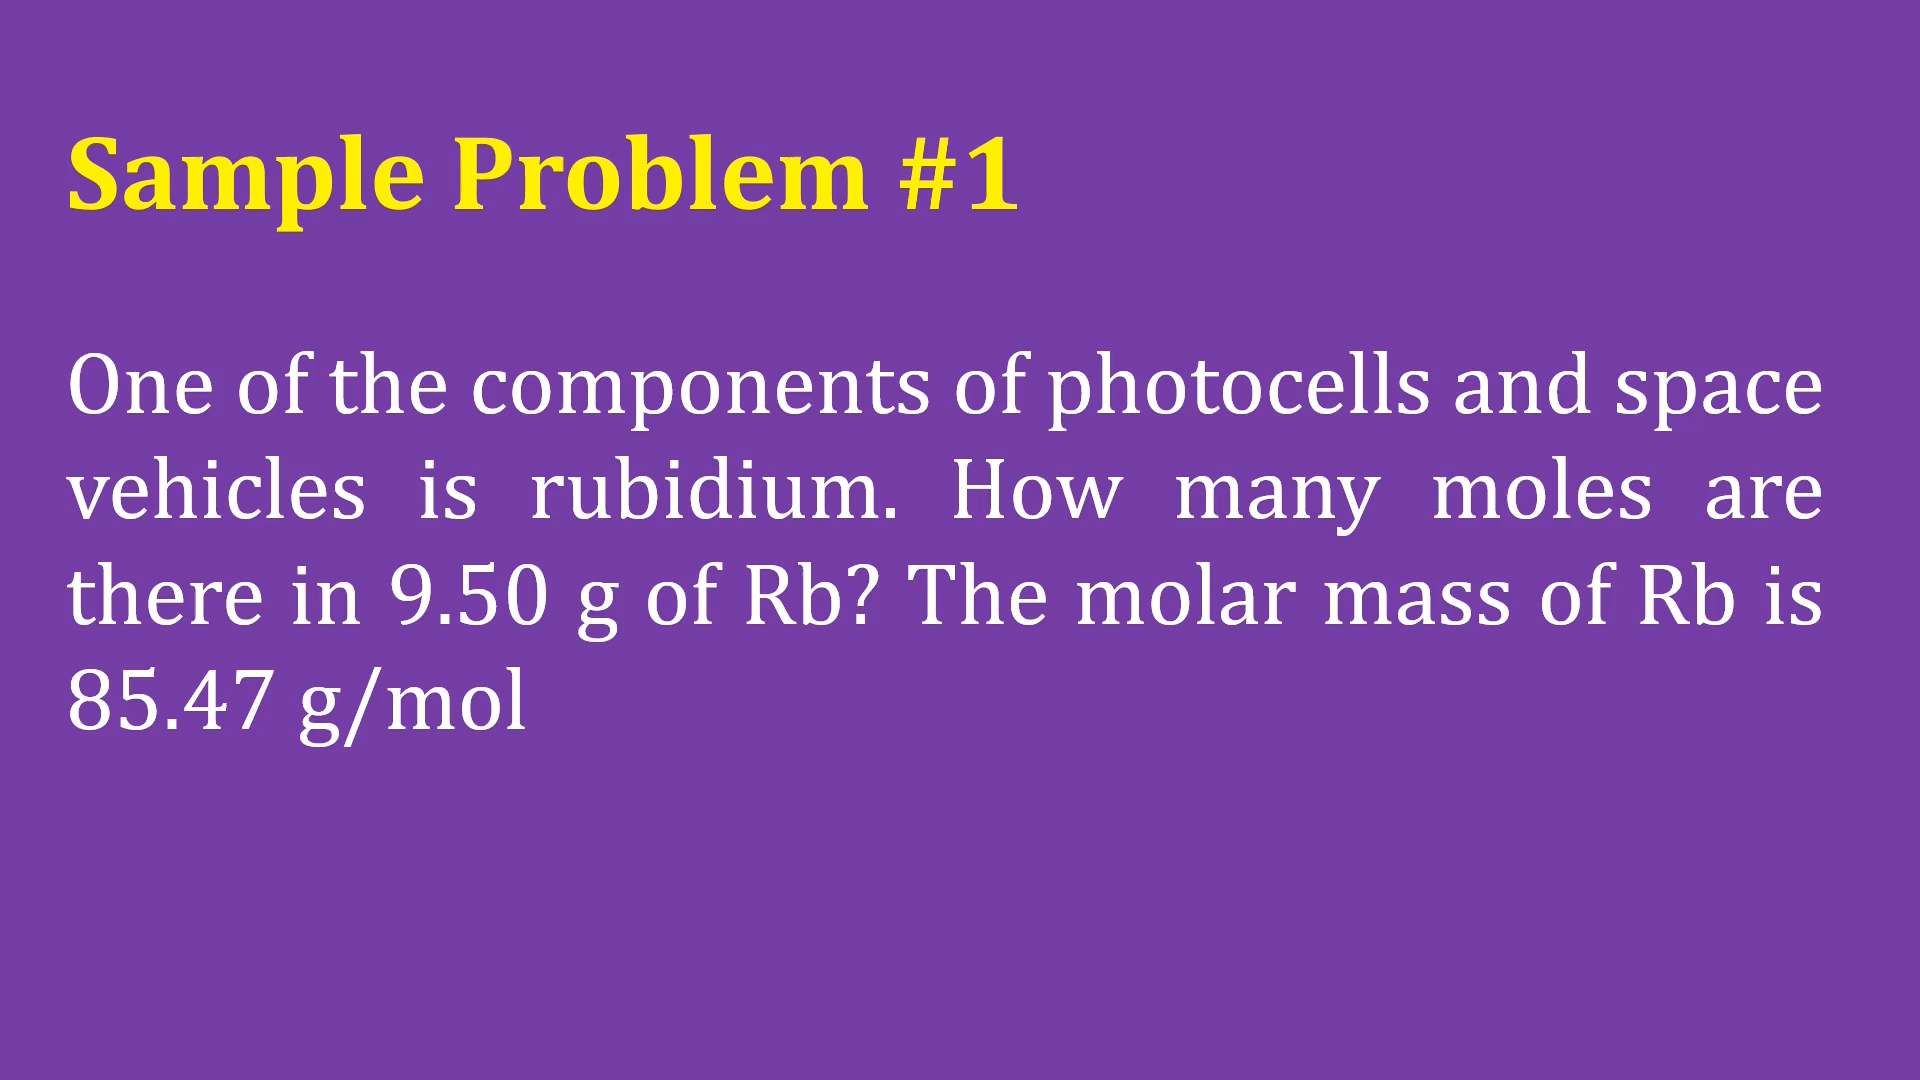 Sample Problem #1
One of the components of photocells and space
vehicles is rubidium. How many moles are
there in 9.50 g of Rb? The molar mass of Rb is
85.47 g/mol